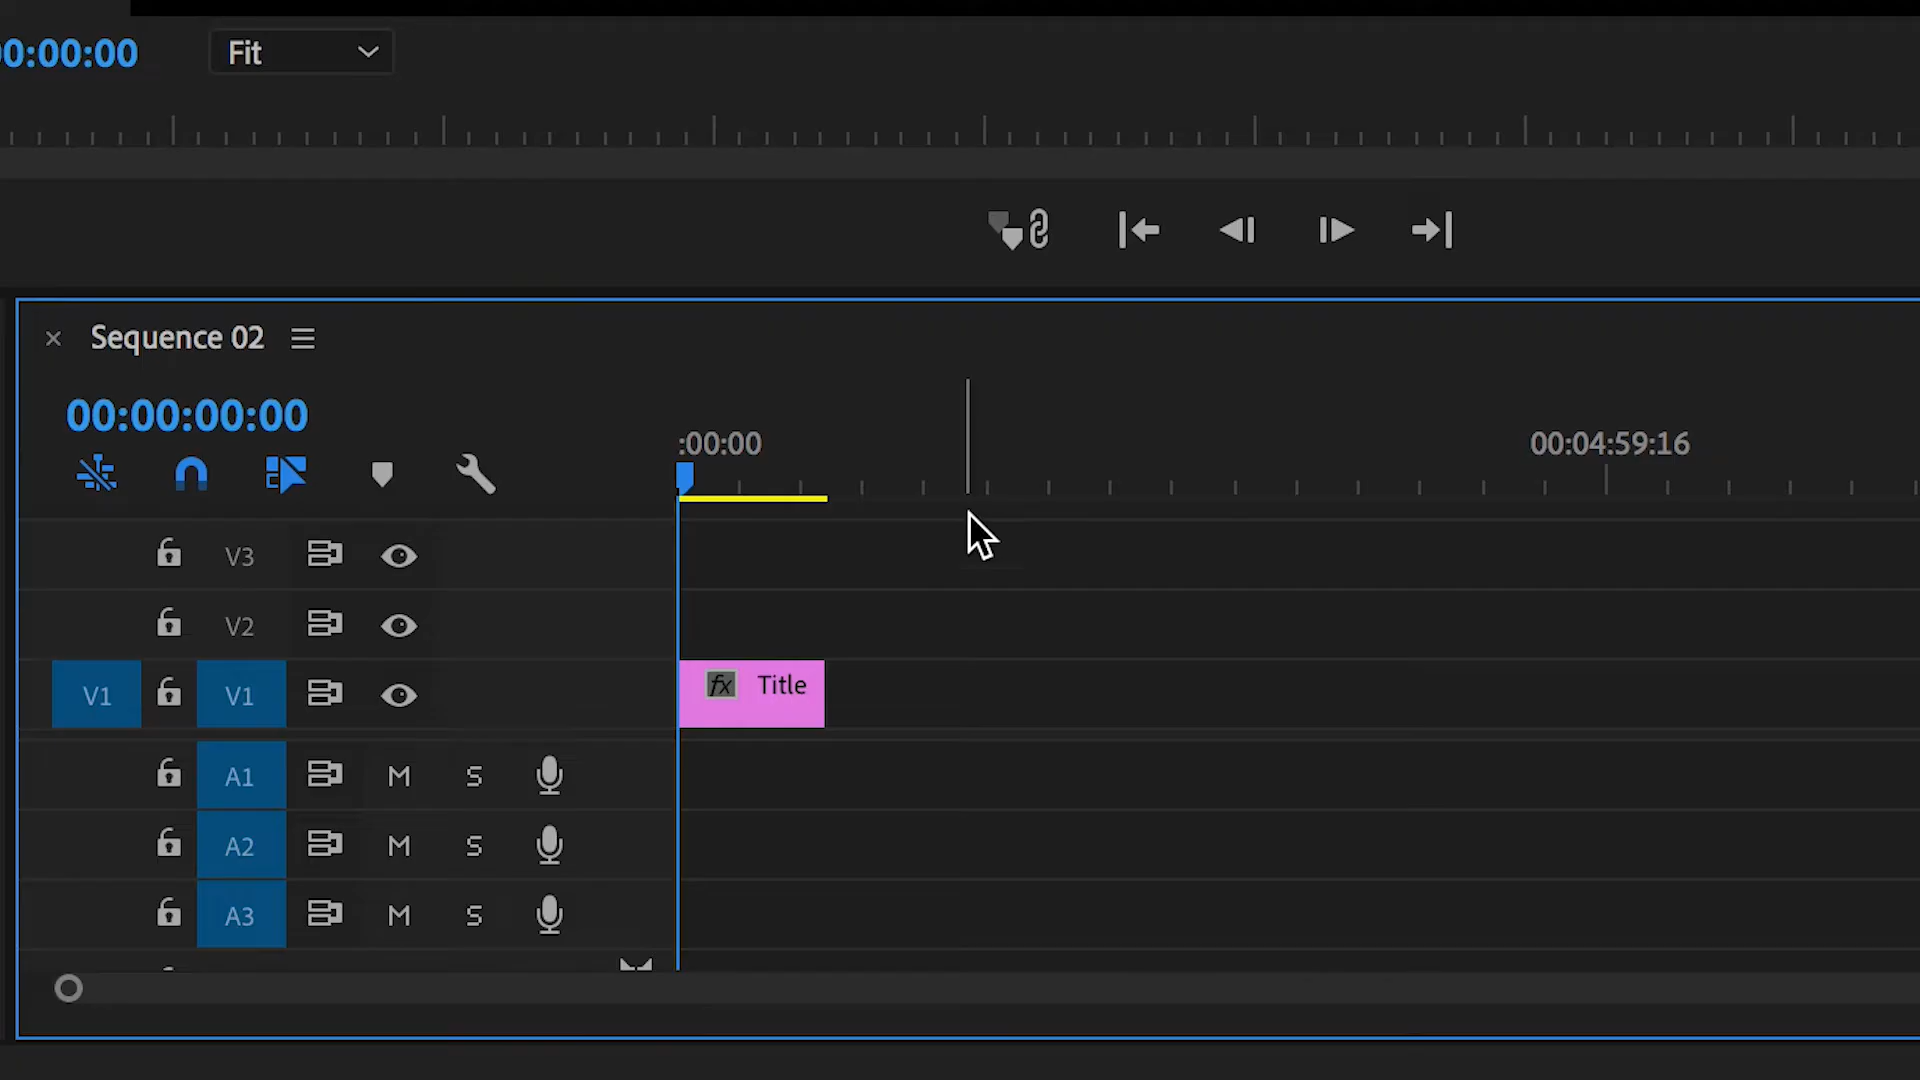 0:00:00
Fit
Sequence 02
00:00:00:00
:00:00
00:04:59:16
V3
V2
V1 V1
fx Title
A1 M S
A2 M S
A3 M S